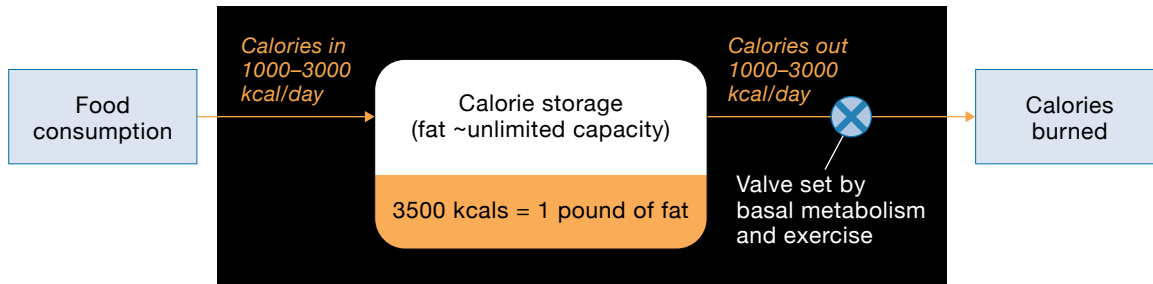 Food
consumption
Calories in
1000–3000
kcal/day
Calorie storage
(fat ~unlimited capacity)
3500 kcals = 1 pound of fat
Calories out
1000–3000
kcal/day
Valve set by
basal metabolism
and exercise
Calories
burned